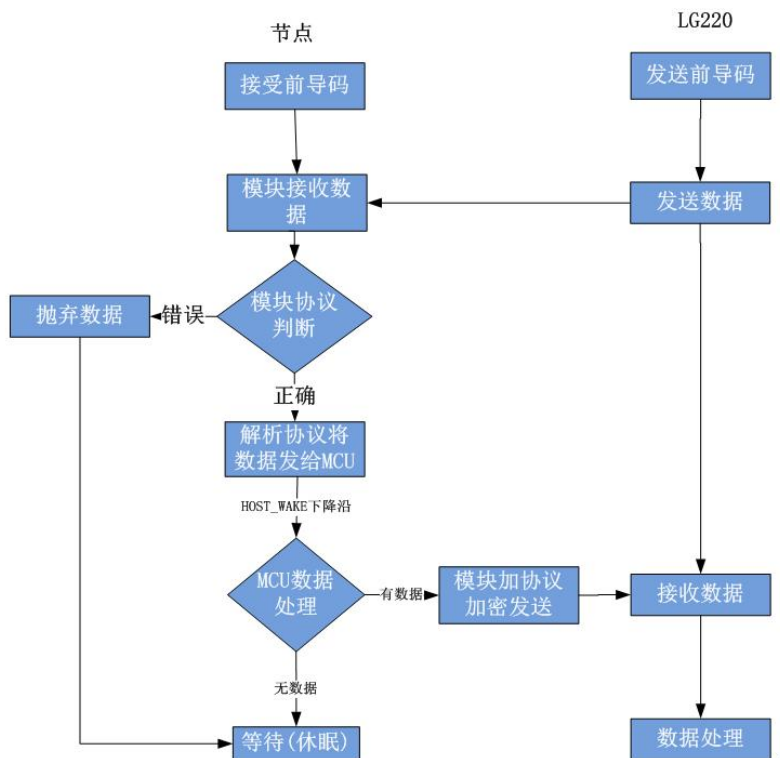 节点
LG220
接受前导码
发送前导码
模块接收数
据
发送数据
抛弃数据
错误
模块协议
判断
正确
解析协议将
数据发给MCU
HOST_WAKE下降沿
MCU数据
处理
有数据
模块加协议
加密发送
接收数据
无数据
等待(休眠)
数据处理